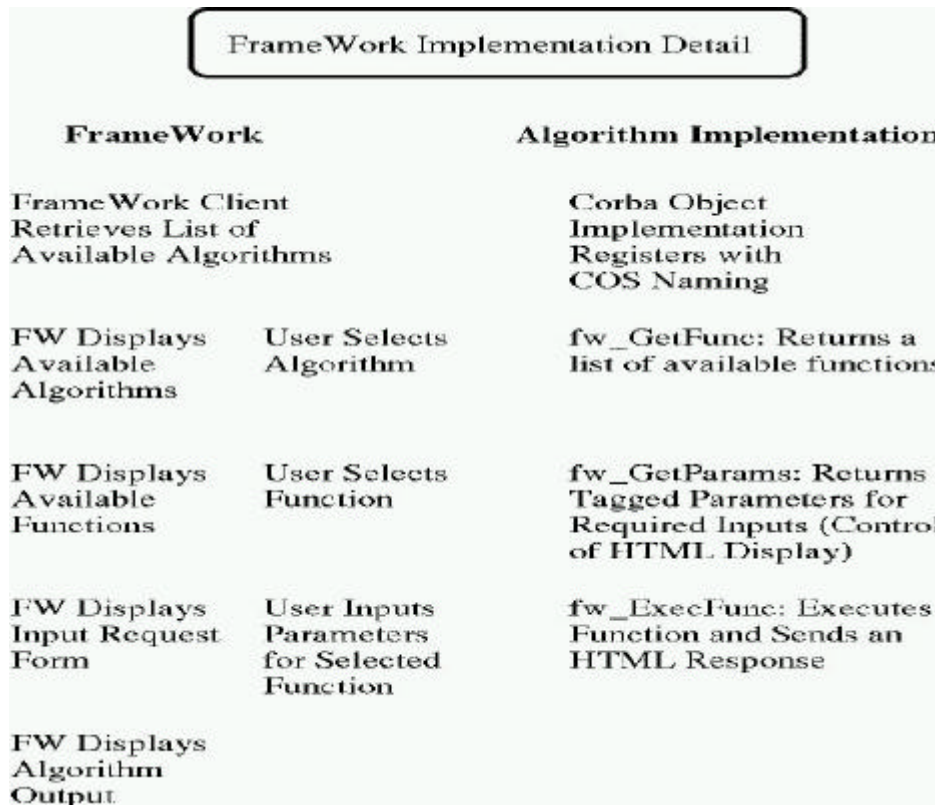 FrameWork Implementation Detail
FrameWork
Algorithm Implementation
FrameWork Client
Retrieves List of
Available Algorithms
Corba Object
Implementation
Registers with
COS Naming
FW Displays
Available
Algorithms
User Selects
Algorithm
fw_GetFunc: Returns a
list of available functions
FW Displays
Available
Functions
User Selects
Function
fw_GetParams: Returns
Tagged Parameters for
Required Inputs (Control
of HTML Display)
FW Displays
Input Request
Form
User Inputs
Parameters
for Selected
Function
fw_ExecFunc: Executes
Function and Sends an
HTML Response
FW Displays
Algorithm
Output